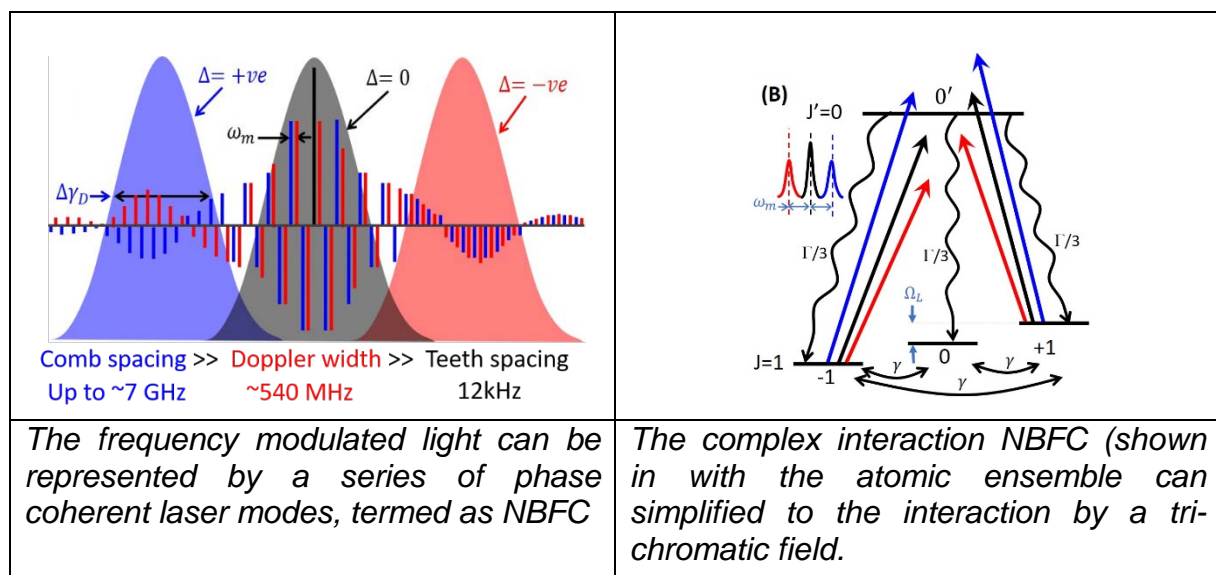 Δ= +ve
Δ= 0
Δ= −ve
ω_m
Δγ_D
Comb spacing >> Doppler width >> Teeth spacing
Up to ~7 GHz ~540 MHz 12kHz
(B)
0′
J′=0
ω_m
Γ/3
Γ/3
Γ/3
Ω_L
+1
0
J=1
-1
γ
γ
γ
The frequency modulated light can be
represented by a series of phase
coherent laser modes, termed as NBFC
The complex interaction NBFC (shown
in with the atomic ensemble can
simplified to the interaction by a tri-
chromatic field.